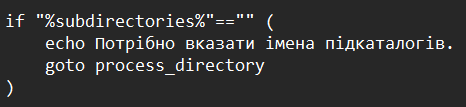 if "%subdirectories%"=="" (
    echo Потрібно вказати імена підкаталогів.
    goto process_directory
)